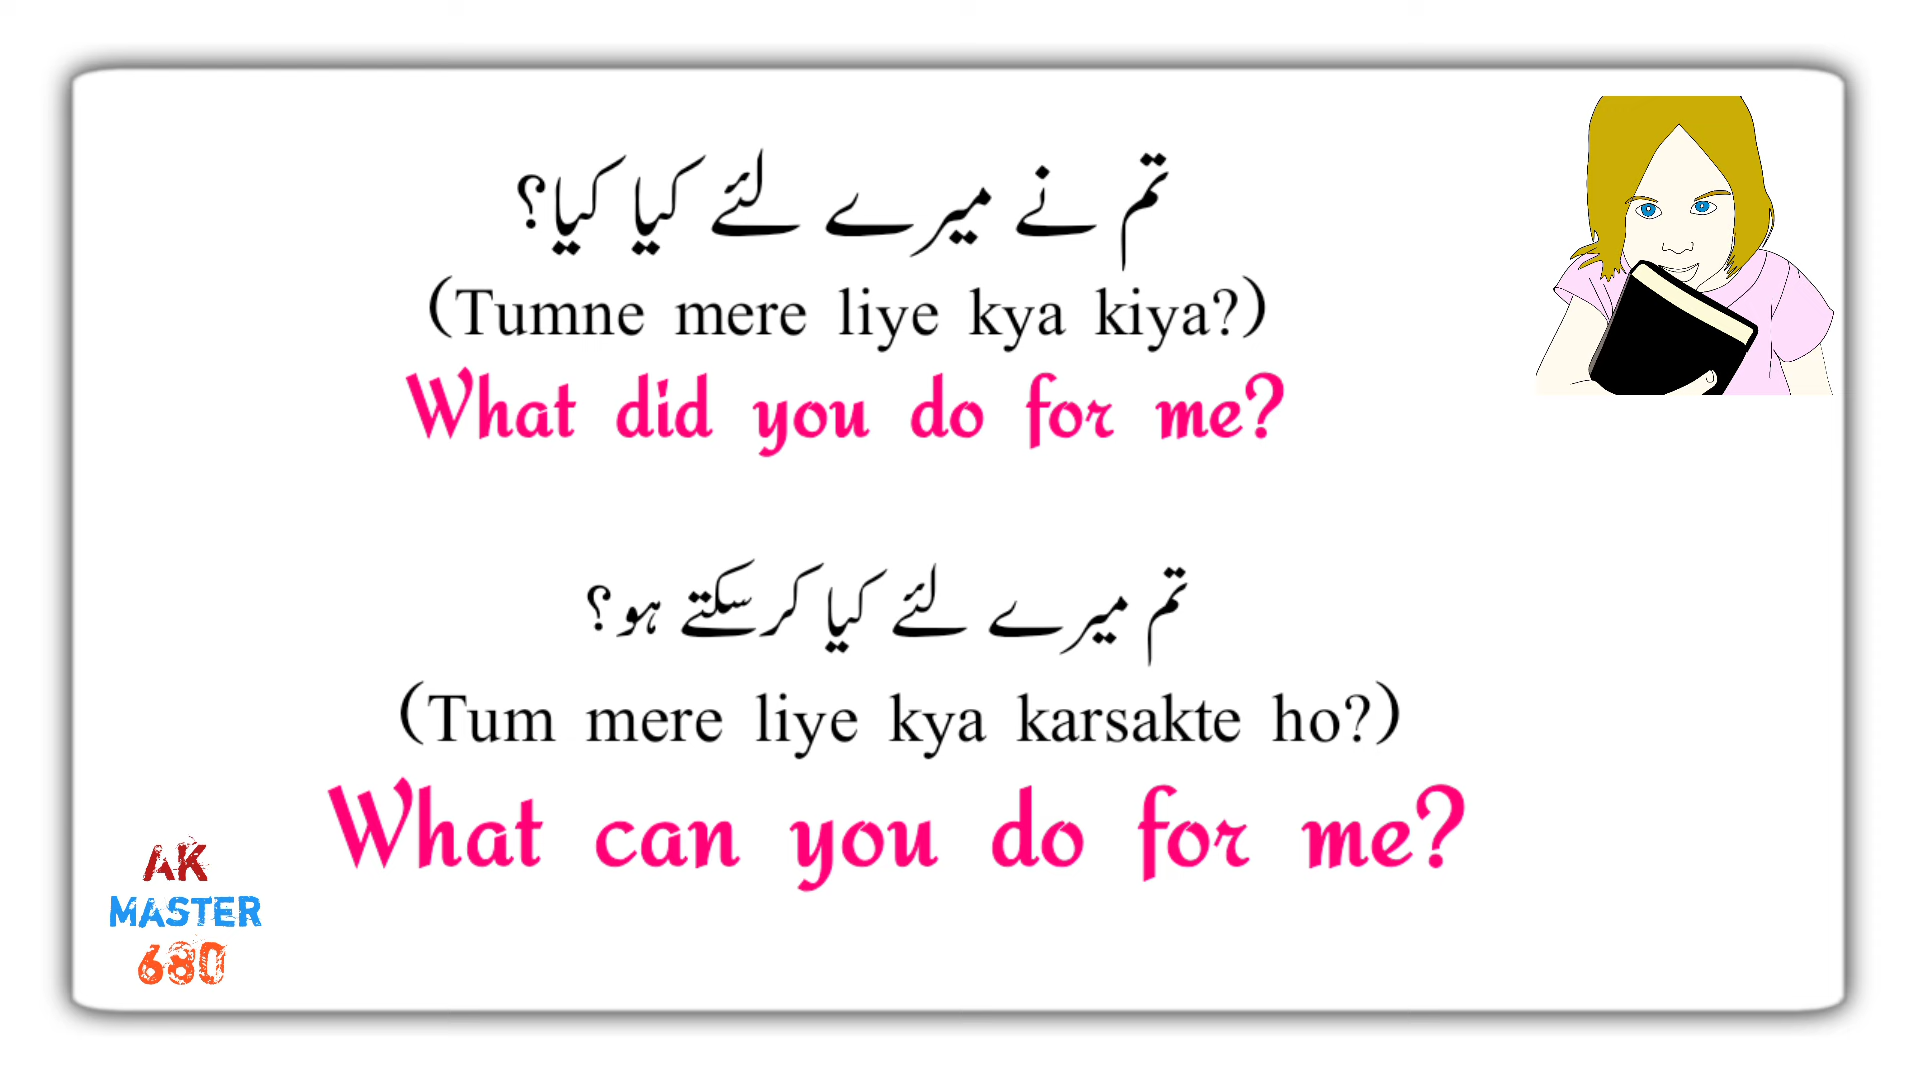 تم نے میرے لئے کیا کیا؟
(Tumne mere liye kya kiya?)
What did you do for me?
تم میرے لئے کیا کرسکتے ہو؟
(Tum mere liye kya karsakte ho?)
What can you do for me?
AK
MASTER
680